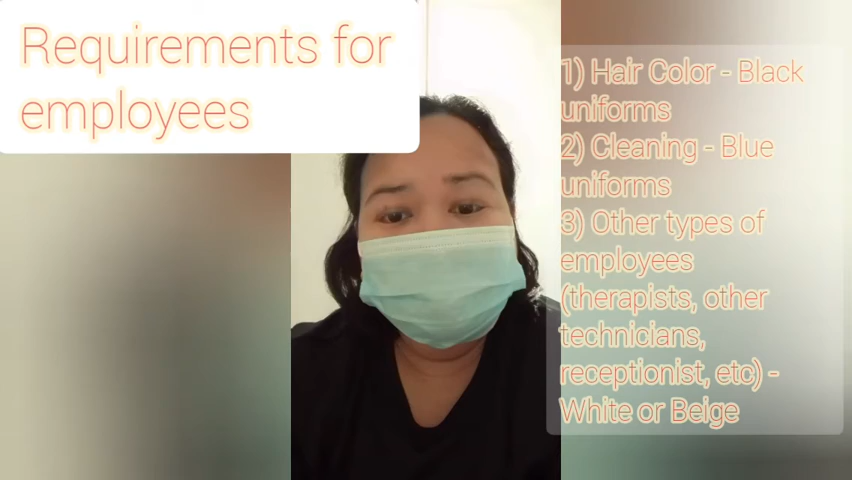 Requirements for
employees
1) Hair Color - Black
uniforms
2) Cleaning - Blue
uniforms
3) Other types of
employees
(therapists, other
technicians,
receptionist, etc) -
White or Beige